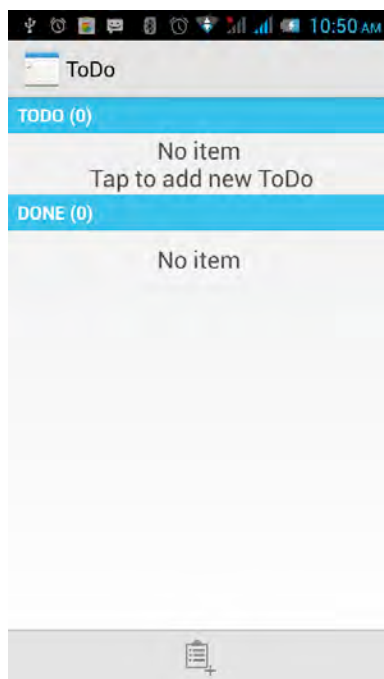 10:50 AM
ToDo
TODO (0)
No item
Tap to add new ToDo
DONE (0)
No item